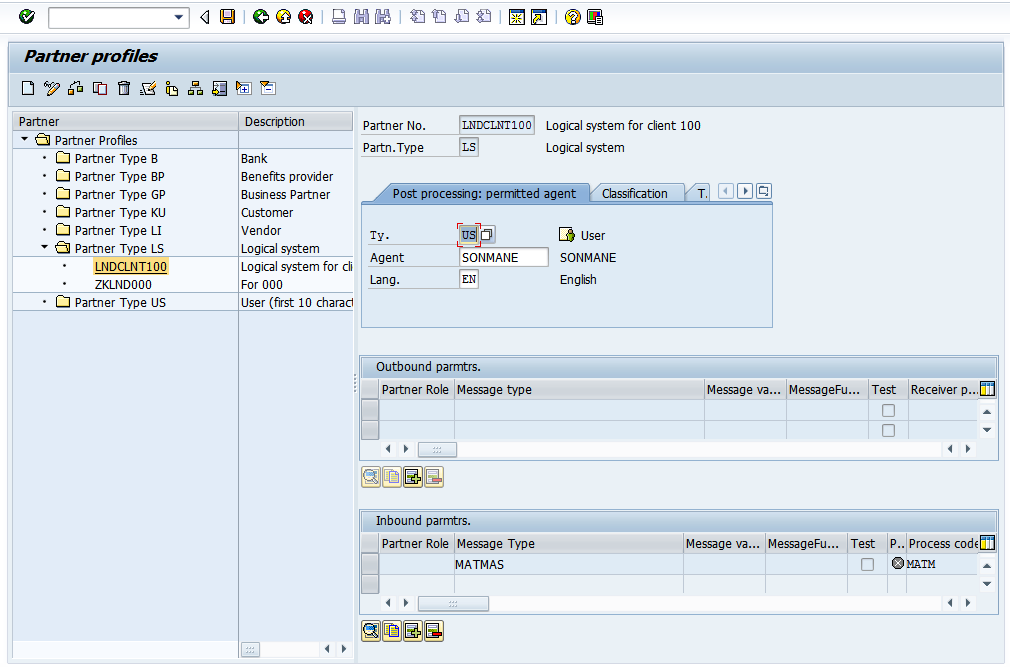 Partner profiles
Partner Description
Partner Profiles
Partner Type B Bank
Partner Type BP Benefits provider
Partner Type GP Business Partner
Partner Type KU Customer
Partner Type LI Vendor
Partner Type LS Logical system
LNDCLNT100 Logical system for cli
ZKLND000 For 000
Partner Type US User (first 10 charact
Partner No. LNDCLNT100 Logical system for client 100
Partn.Type LS Logical system
Post processing: permitted agent Classification T.
Ty. US User
Agent SONMANE SONMANE
Lang. EN English
Outbound parmtrs.
Partner Role Message type Message va... MessageFu... Test Receiver p...
Inbound parmtrs.
Partner Role Message Type Message va... MessageFu... Test P.. Process code
MATMAS MATM